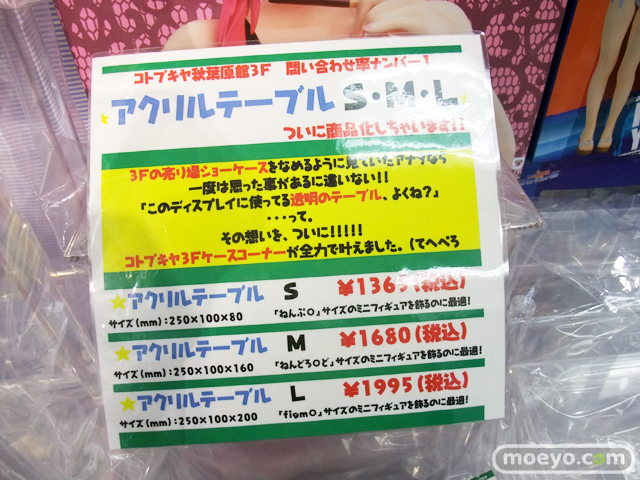 コトブキヤ秋葉原館3F 問い合わせ率ナンバー1
アクリルテーブル S・M・L
ついに商品化しちゃいます!!
3Fの売り場ショーケースをなめるように見ていたアナタなら
一度は思った事があるに違いない!!
「このディスプレイに使ってる透明のテーブル、よくね?」
・・・って。
その想いを、ついに!!!!!
コトブキヤ3Fケースコーナーが全力で叶えました。(てへぺろ
アクリルテーブル S ¥1365(税込)
サイズ(mm):250×100×80 「ねんぷ○」サイズのミニフィギュアを飾るのに最適!
アクリルテーブル M ¥1680(税込)
サイズ(mm):250×100×160 「ねんどろ○ど」サイズのミニフィギュアを飾るのに最適!
アクリルテーブル L ¥1995(税込)
サイズ(mm):250×100×200 「figm○」サイズのミニフィギュアを飾るのに最適!
moeyo.com